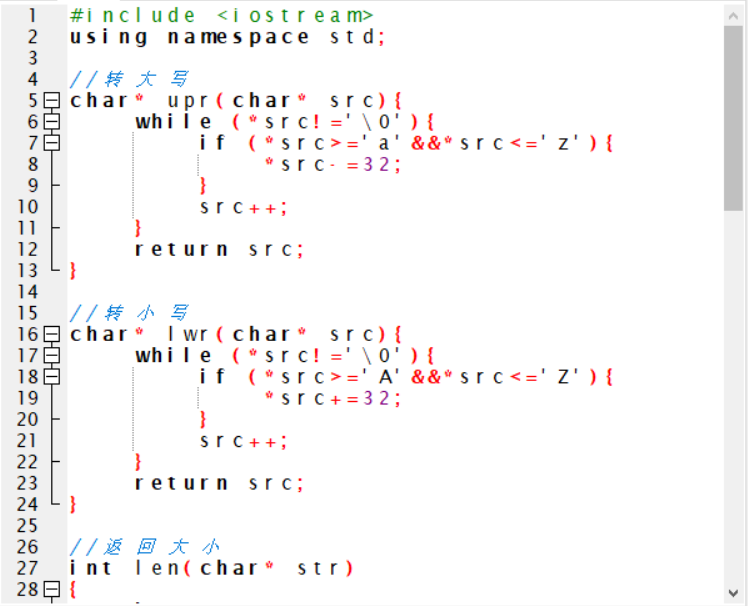 1 #include <iostream>
2 using namespace std;
3
4 //转大写
5 char* upr(char* src){
6 while (*src!='\0'){
7 if (*src>='a'&&*src<='z'){
8 *src-=32;
9 }
10 src++;
11 }
12 return src;
13 }
14
15 //转小写
16 char* lwr(char* src){
17 while (*src!='\0'){
18 if (*src>='A'&&*src<='Z'){
19 *src+=32;
20 }
21 src++;
22 }
23 return src;
24 }
25
26 //返回大小
27 int len(char* str)
28 {